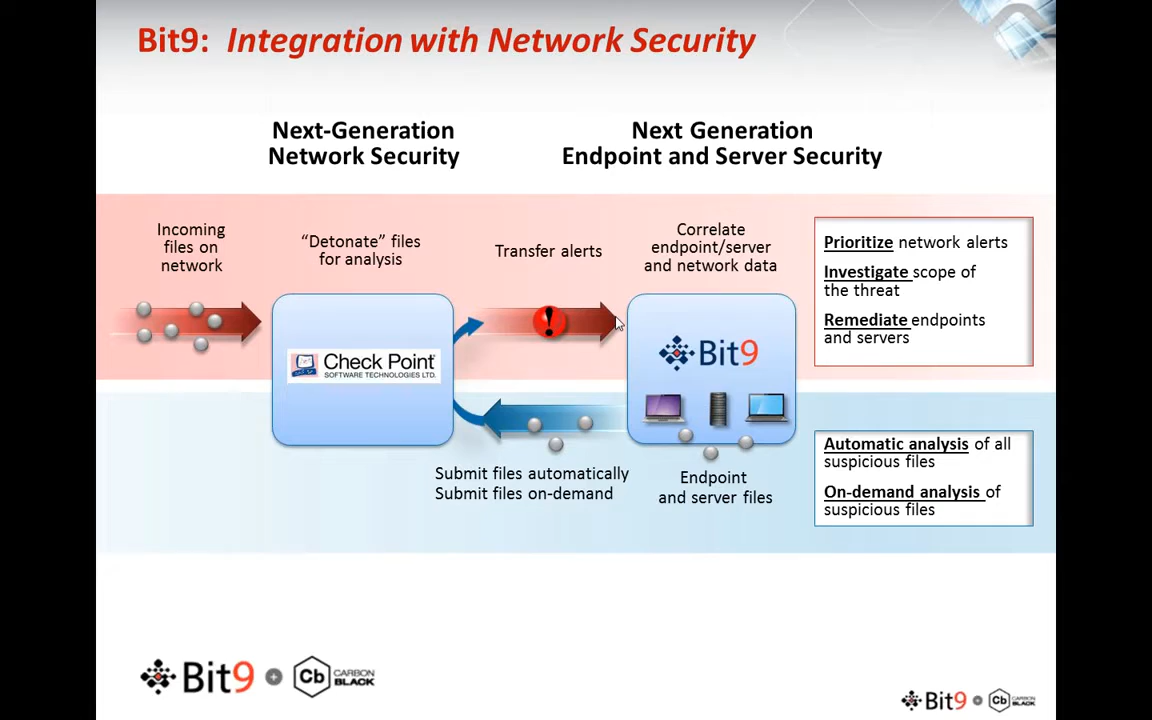 Bit9: Integration with Network Security
Next-Generation
Network Security
Next Generation
Endpoint and Server Security
Incoming
files on
network
“Detonate” files
for analysis
Transfer alerts
Correlate
endpoint/server
and network data
Prioritize network alerts
Investigate scope of
the threat
Remediate endpoints
and servers
!
Check Point
SOFTWARE TECHNOLOGIES LTD.
Bit9
Submit files automatically
Submit files on-demand
Endpoint
and server files
Automatic analysis of all
suspicious files
On-demand analysis of
suspicious files
Bit9 + Cb CARBON
BLACK
Bit9 + Cb CARBON
BLACK